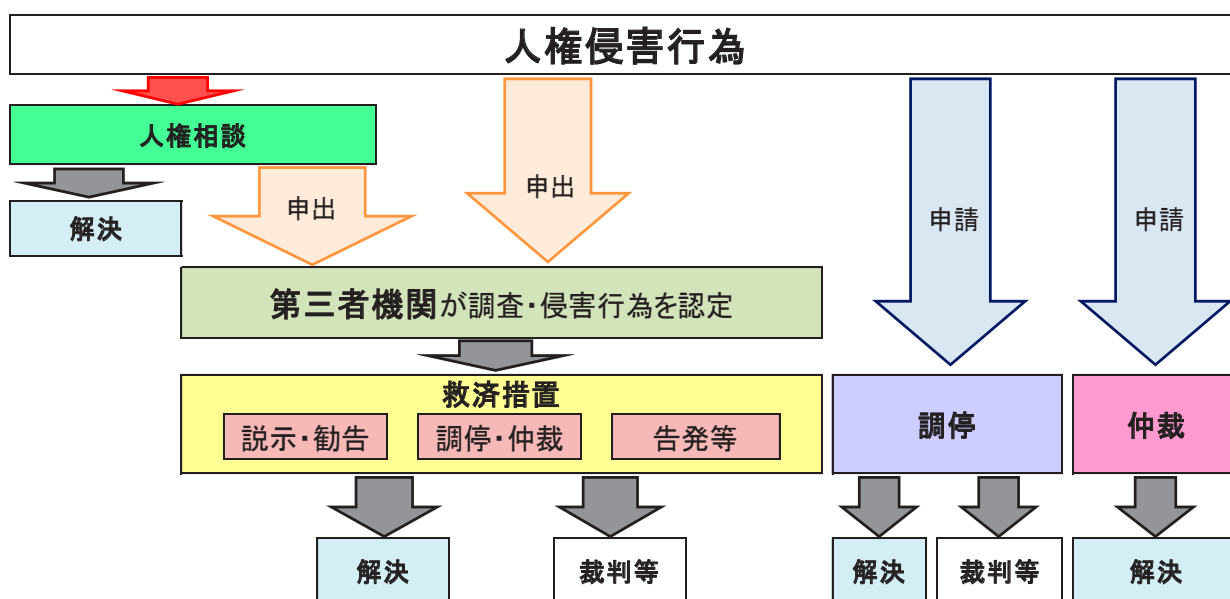 人権侵害行為
人権相談
解決
申出
申出
申請
申請
第三者機関が調査・侵害行為を認定
救済措置
説示・勧告
調停・仲裁
告発等
調停
仲裁
解決
裁判等
解決
裁判等
解決